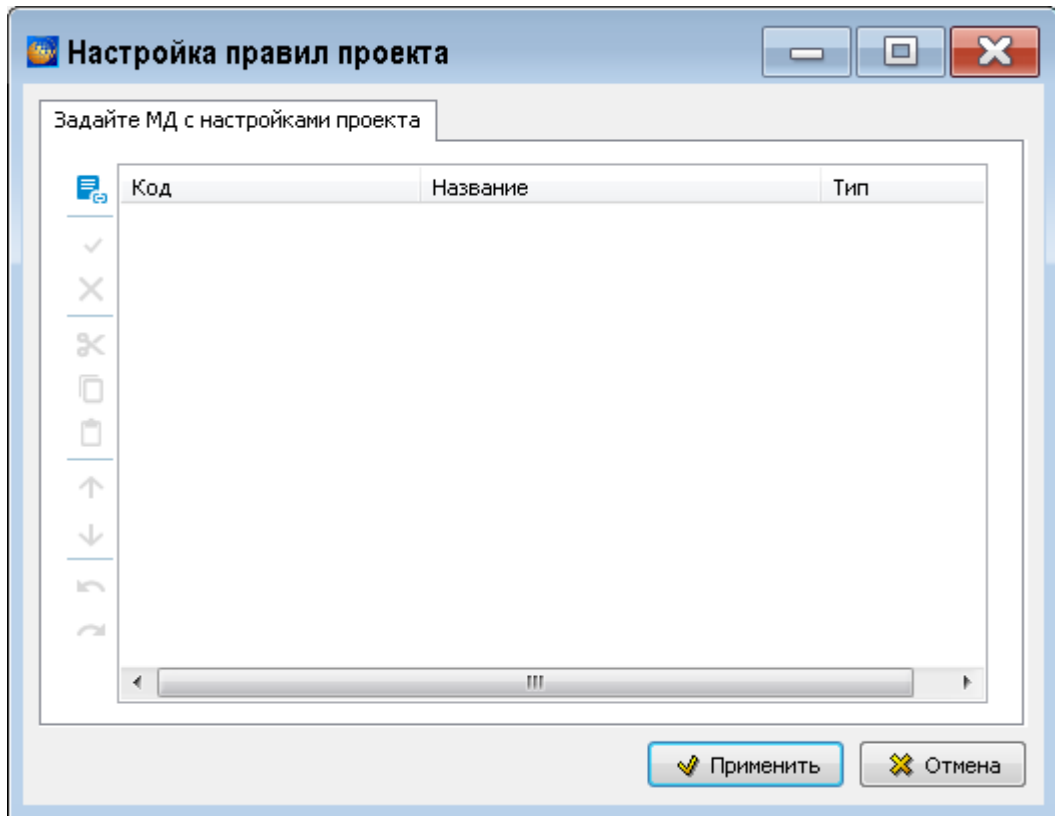 Настройка правил проекта
Задайте МД с настройками проекта
Код Название Тип
Применить Отмена